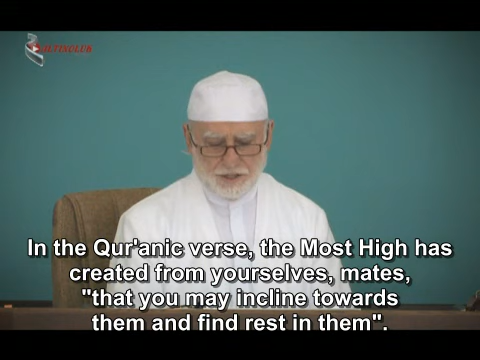 In the Qur'anic verse, the Most High has
created from yourselves, mates,
"that you may incline towards
them and find rest in them".